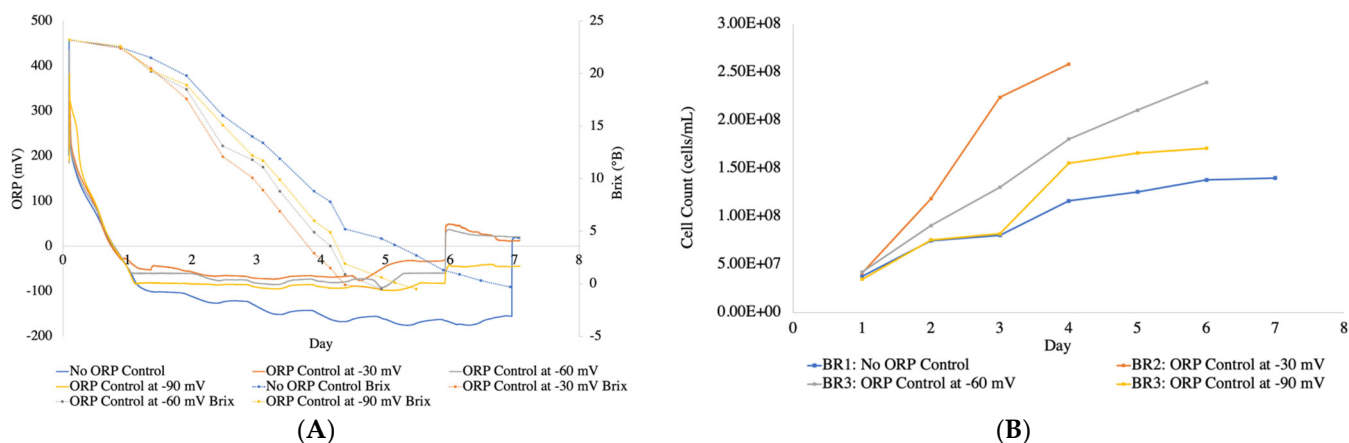 500
400
300
200
100
0
-100
-200
ORP (mV)
25
20
15
10
5
0
-5
Brix (°B)
0 1 2 3 4 5 6 7 8
Day
No ORP Control ORP Control at -30 mV ORP Control at -60 mV
ORP Control at -90 mV No ORP Control Brix ORP Control at -30 mV Brix
ORP Control at -60 mV Brix ORP Control at -90 mV Brix
(A)
B
3.00E+08
2.50E+08
2.00E+08
1.50E+08
1.00E+08
5.00E+07
0.00E+00
Cell Count (cells/mL)
0 1 2 3 4 5 6 7 8
Day
BR1: No ORP Control BR2: ORP Control at -30 mV
BR3: ORP Control at -60 mV BR3: ORP Control at -90 mV
(B)